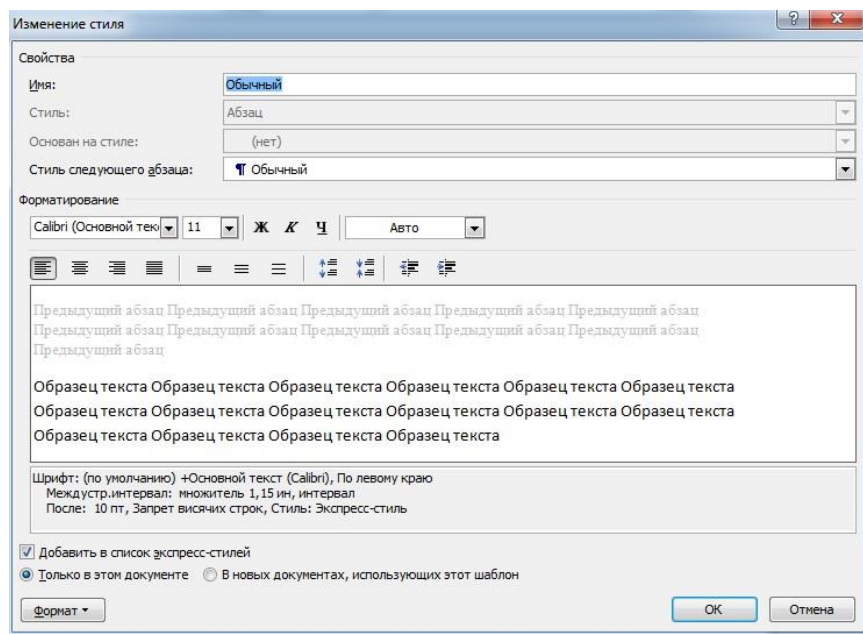 Изменение стиля
?
Свойства
Имя: Обычный
Стиль: Абзац
Основан на стиле: (нет)
Стиль следующего абзаца: ¶ Обычный
Форматирование
Calibri (Основной тек 11 Ж К Ч Авто
Предыдущий абзац Предыдущий абзац Предыдущий абзац Предыдущий абзац Предыдущий абзац
Предыдущий абзац Предыдущий абзац Предыдущий абзац Предыдущий абзац Предыдущий абзац
Предыдущий абзац
Образец текста Образец текста Образец текста Образец текста Образец текста Образец текста
Образец текста Образец текста Образец текста Образец текста Образец текста Образец текста
Образец текста Образец текста Образец текста Образец текста
Шрифт: (по умолчанию) +Основной текст (Calibri), По левому краю
Междустр.интервал: множитель 1,15 ин, интервал
После: 10 пт, Запрет висячих строк, Стиль: Экспресс-стиль
Добавить в список экспресс-стилей
Только в этом документе В новых документах, использующих этот шаблон
Формат ОК Отмена